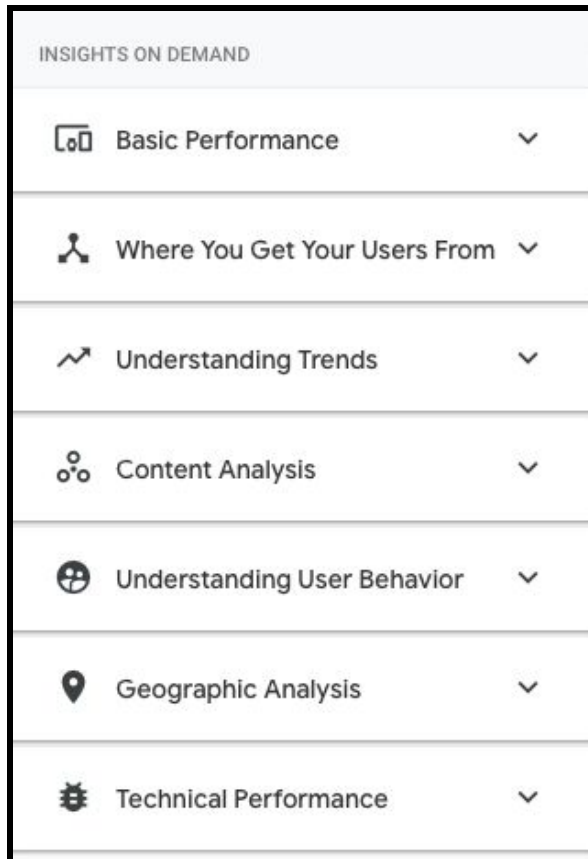 INSIGHTS ON DEMAND
Basic Performance
Where You Get Your Users From
Understanding Trends
Content Analysis
Understanding User Behavior
Geographic Analysis
Technical Performance